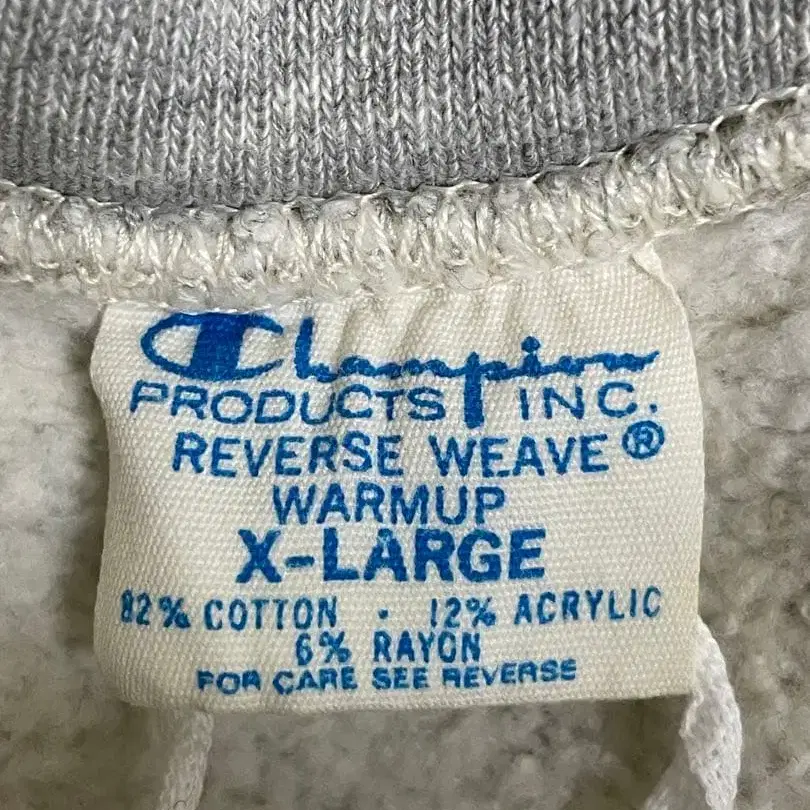 Champion
PRODUCTS INC.
REVERSE WEAVE ®
WARMUP
X-LARGE
82% COTTON · 12% ACRYLIC
6% RAYON
FOR CARE SEE REVERSE